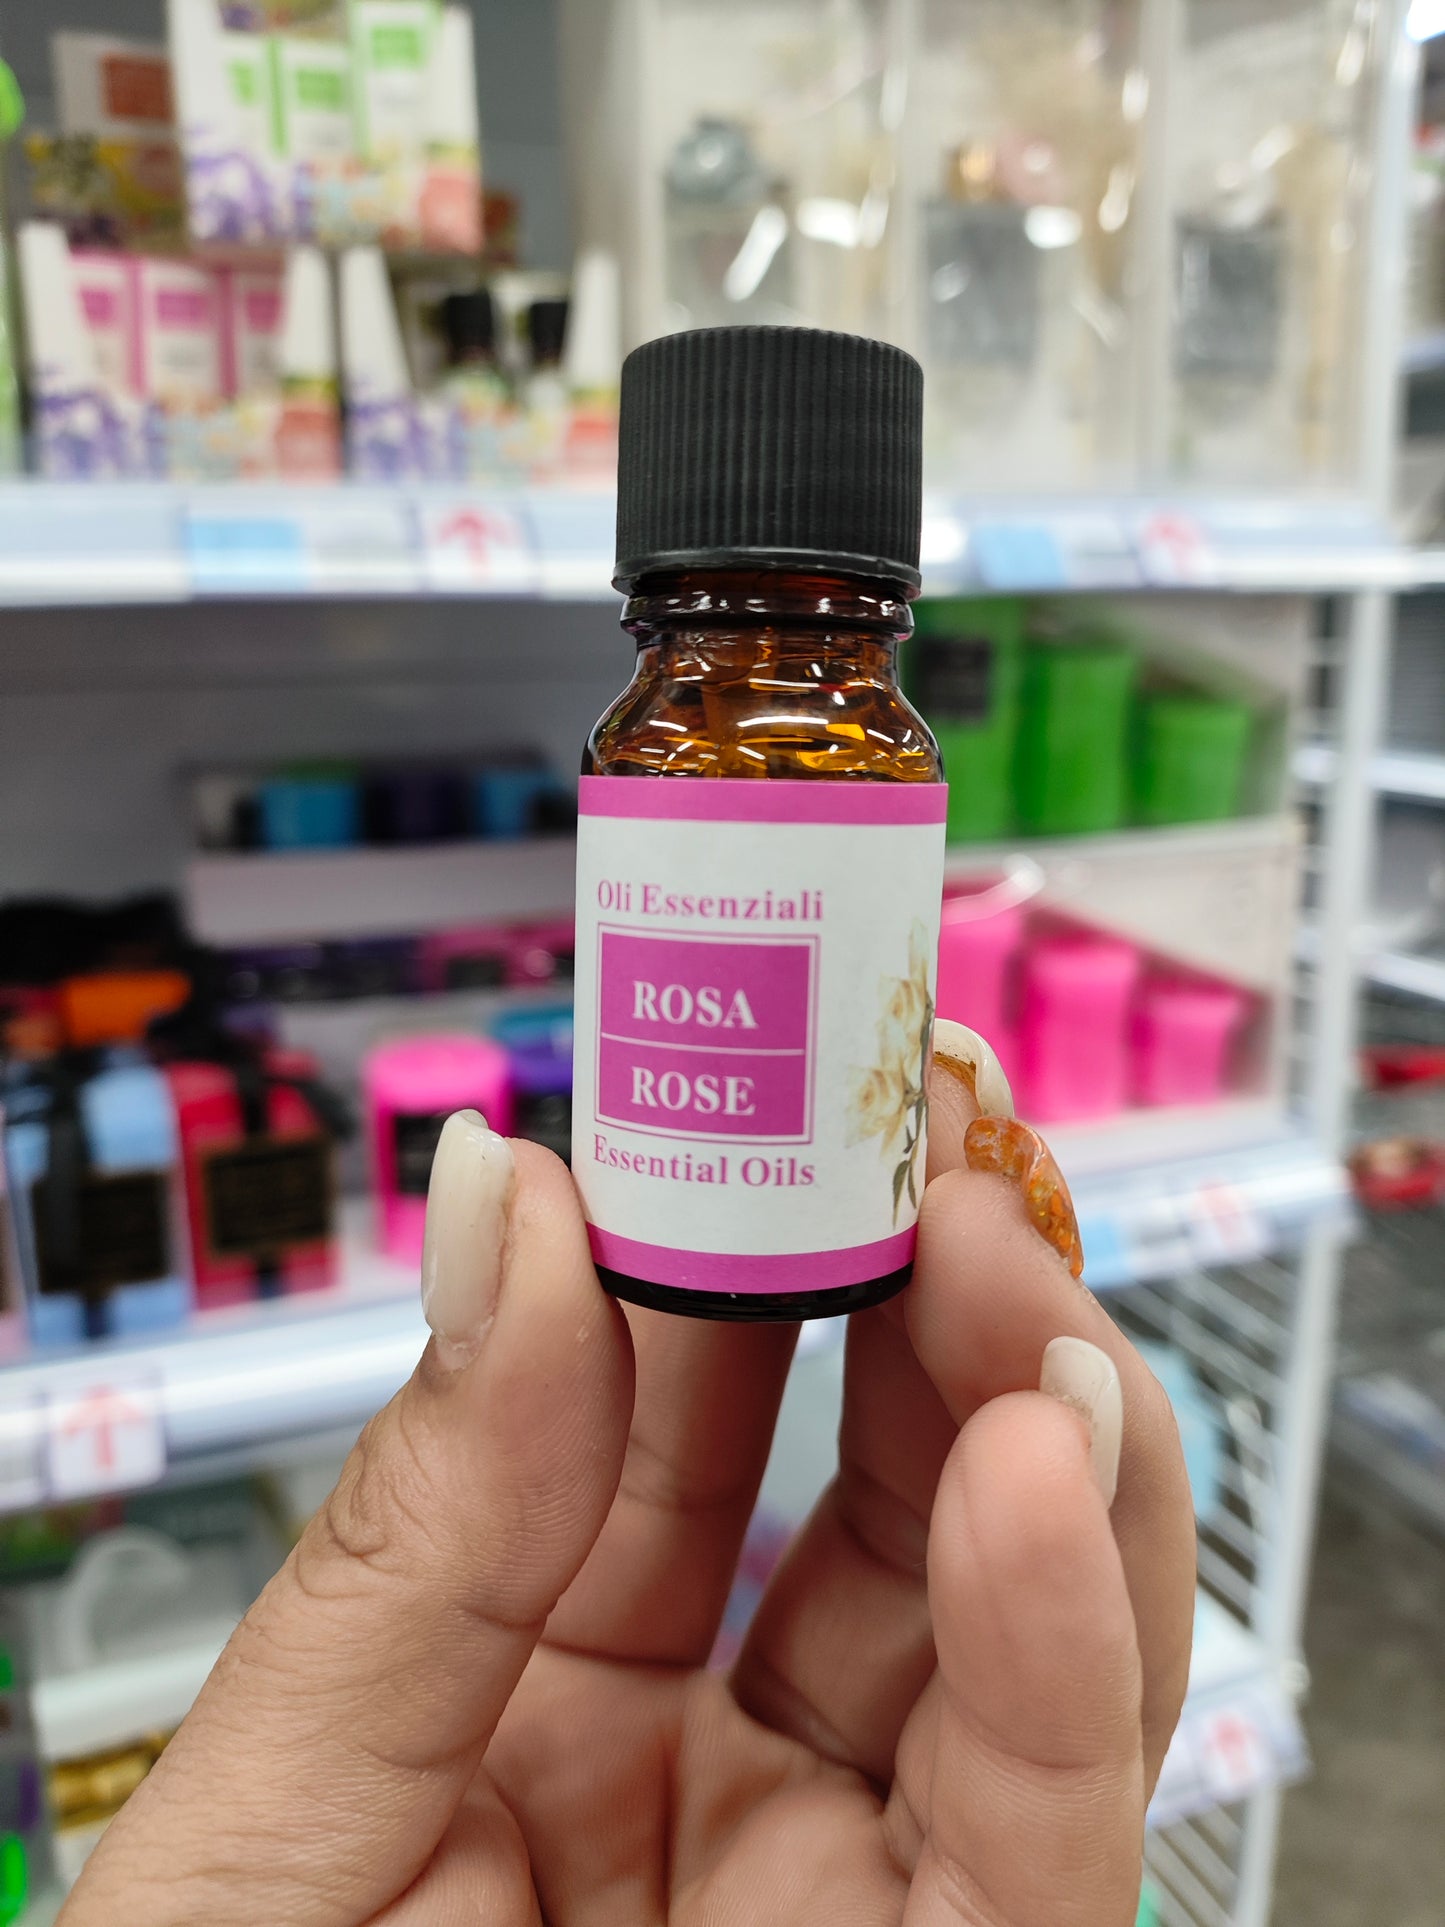 Oli Essenziali
ROSA
ROSE
Essential Oils